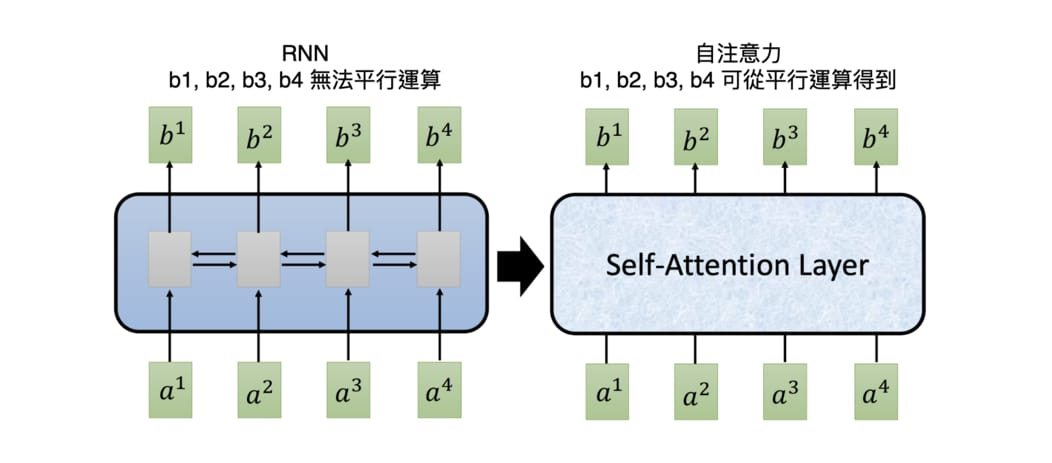 RNN
b1, b2, b3, b4 無法平行運算
b¹ b² b³ b⁴
a¹ a² a³ a⁴
自注意力
b1, b2, b3, b4 可從平行運算得到
b¹ b² b³ b⁴
Self-Attention Layer
a¹ a² a³ a⁴